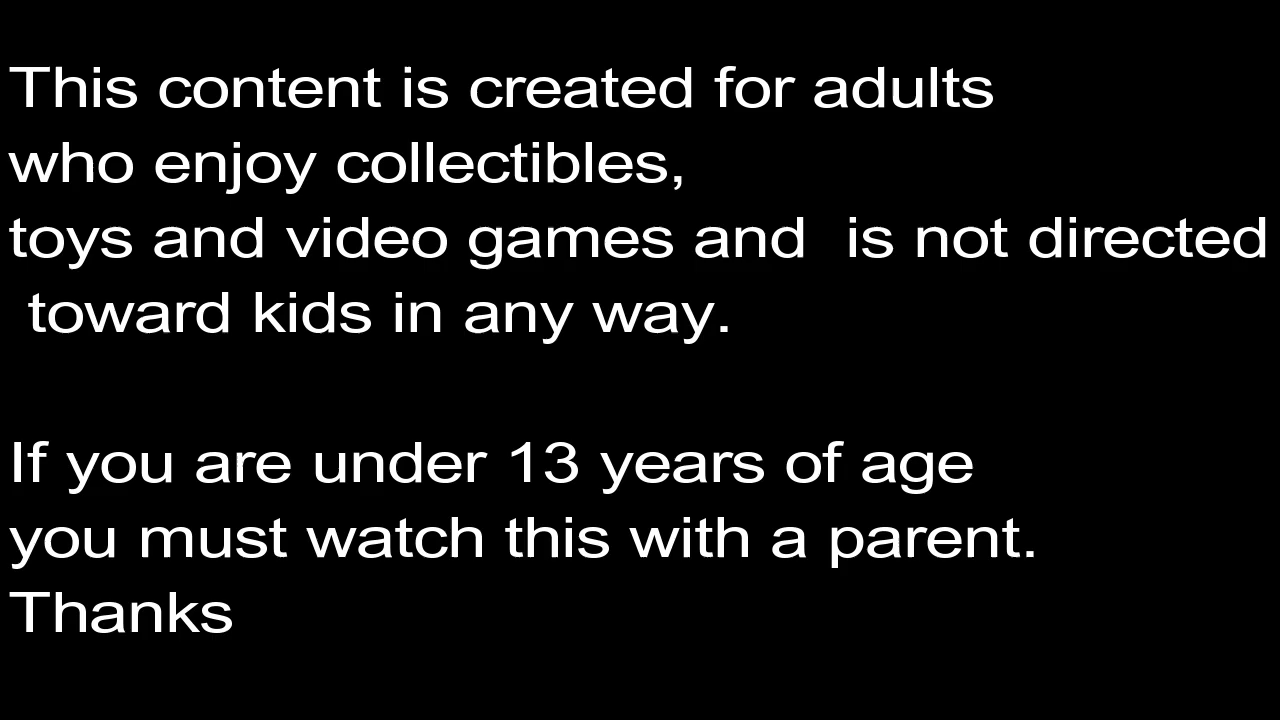 This content is created for adults
who enjoy collectibles,
toys and video games and  is not directed
toward kids in any way.
If you are under 13 years of age
you must watch this with a parent.
Thanks